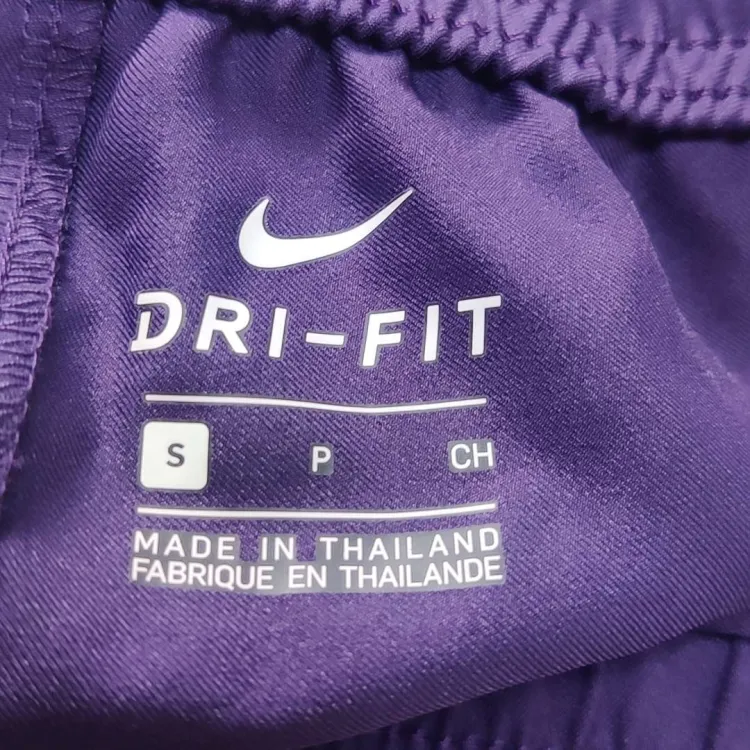 DRI-FIT
S P CH
MADE IN THAILAND
FABRIQUE EN THAILANDE